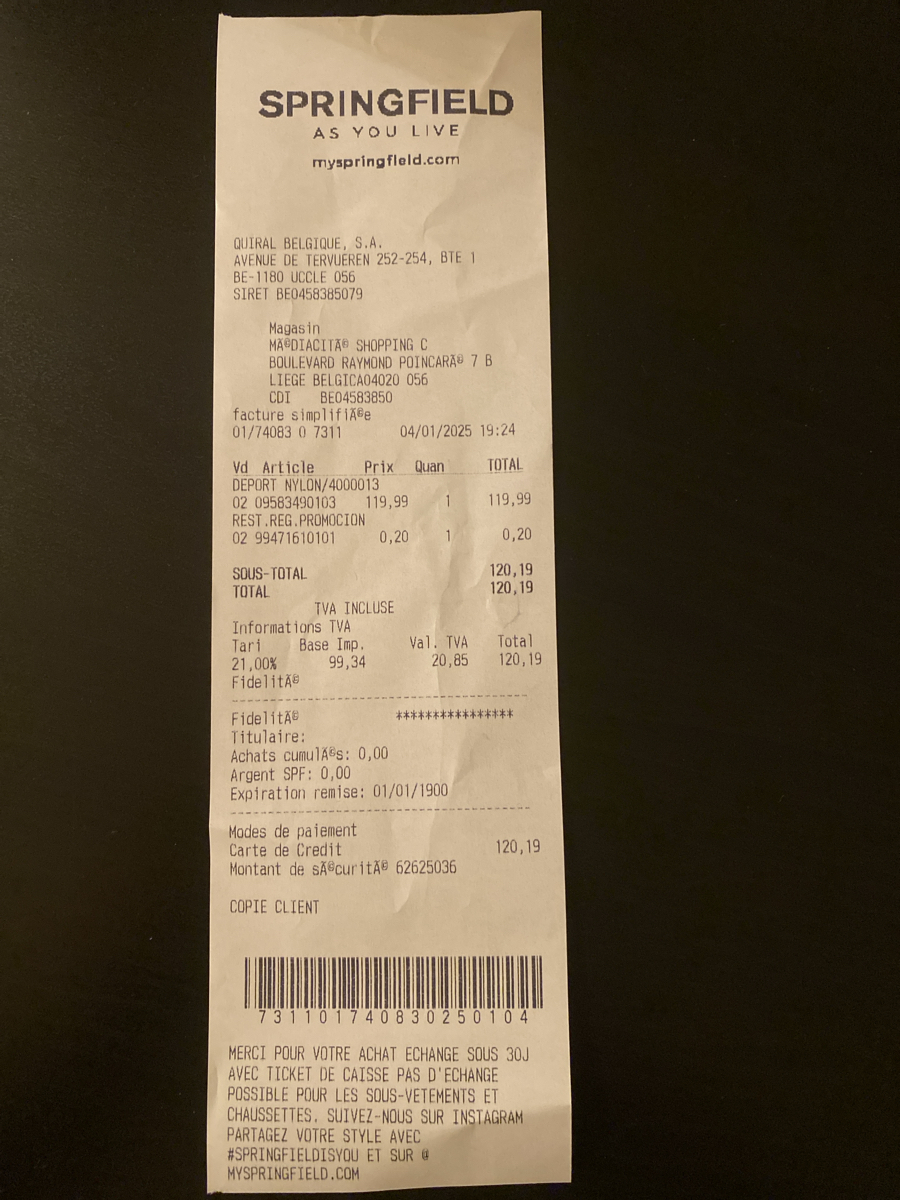 SPRINGFIELD
AS YOU LIVE
myspringfield.com
QUIRAL BELGIQUE, S.A.
AVENUE DE TERVUEREN 252-254, BTE 1
BE-1180 UCCLE 056
SIRET BE0458385079
Magasin
MÃ©DIACITÃ© SHOPPING C
BOULEVARD RAYMOND POINCARÃ© 7 B
LIEGE BELGICA04020 056
CDI BE04583850
facture simplifiÃ©e
01/74083 0 7311 04/01/2025 19:24
Vd Article Prix Quan TOTAL
DEPORT NYLON/4000013
02 09583490103 119,99 1 119,99
REST.REG.PROMOCION
02 99471610101 0,20 1 0,20
SOUS-TOTAL 120,19
TOTAL 120,19
TVA INCLUSE
Informations TVA
Tari Base Imp. Val. TVA Total
21,00% 99,34 20,85 120,19
FidelitÃ©
FidelitÃ© ****************
Titulaire:
Achats cumulÃ©s: 0,00
Argent SPF: 0,00
Expiration remise: 01/01/1900
Modes de paiement
Carte de Credit 120,19
Montant de sÃ©curitÃ© 62625036
COPIE CLIENT
731101740830250104
MERCI POUR VOTRE ACHAT ECHANGE SOUS 30J
AVEC TICKET DE CAISSE PAS D'ECHANGE
POSSIBLE POUR LES SOUS-VETEMENTS ET
CHAUSSETTES. SUIVEZ-NOUS SUR INSTAGRAM
PARTAGEZ VOTRE STYLE AVEC
#SPRINGFIELDISYOU ET SUR @
MYSPRINGFIELD.COM